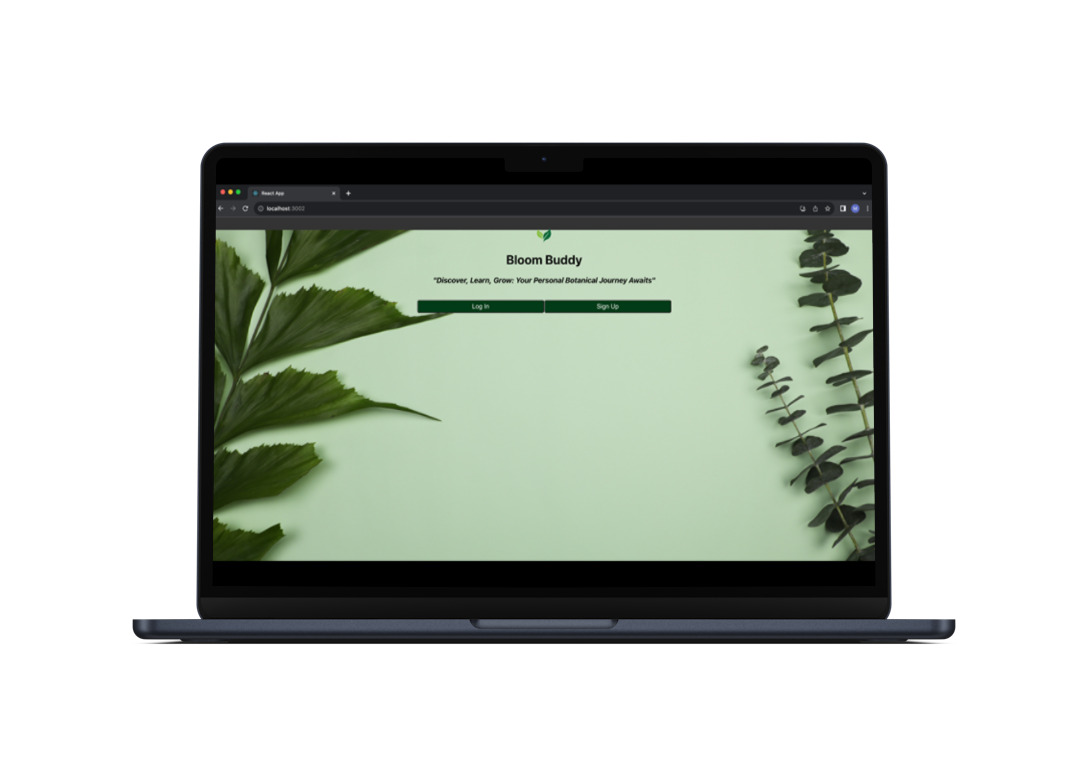 React App
localhost:3002
Bloom Buddy
"Discover, Learn, Grow: Your Personal Botanical Journey Awaits"
Log In
Sign Up